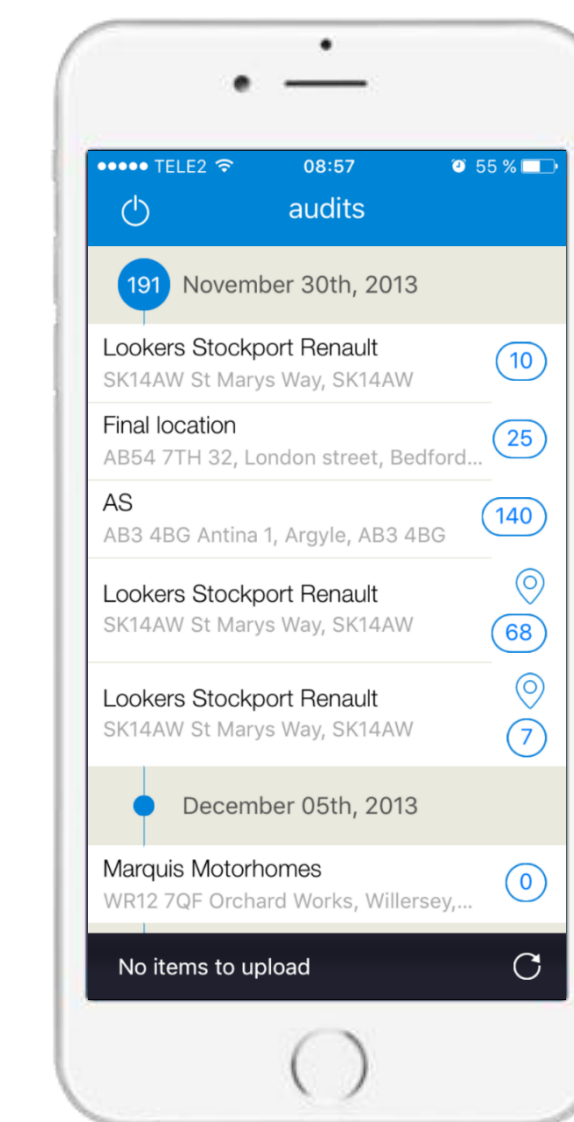 TELE2 08:57 55 %
audits
191 November 30th, 2013
Lookers Stockport Renault
SK14AW St Marys Way, SK14AW
10
Final location
AB54 7TH 32, London street, Bedford...
25
AS
AB3 4BG Antina 1, Argyle, AB3 4BG
140
Lookers Stockport Renault
SK14AW St Marys Way, SK14AW
68
Lookers Stockport Renault
SK14AW St Marys Way, SK14AW
7
December 05th, 2013
Marquis Motorhomes
WR12 7QF Orchard Works, Willersey,...
0
No items to upload